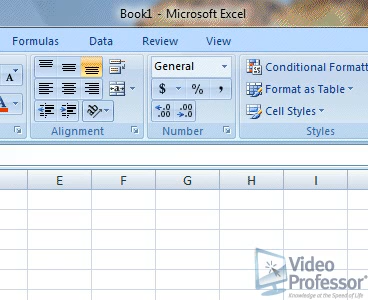 Book1 - Microsoft Excel
Formulas Data Review View
General
Conditional Formatt
A
$ % ,
Format as Table
A
.0 .00
.00 .0
Cell Styles
Alignment Number Styles
E F G H I
Video
Professor®
Knowledge at the Speed of Life